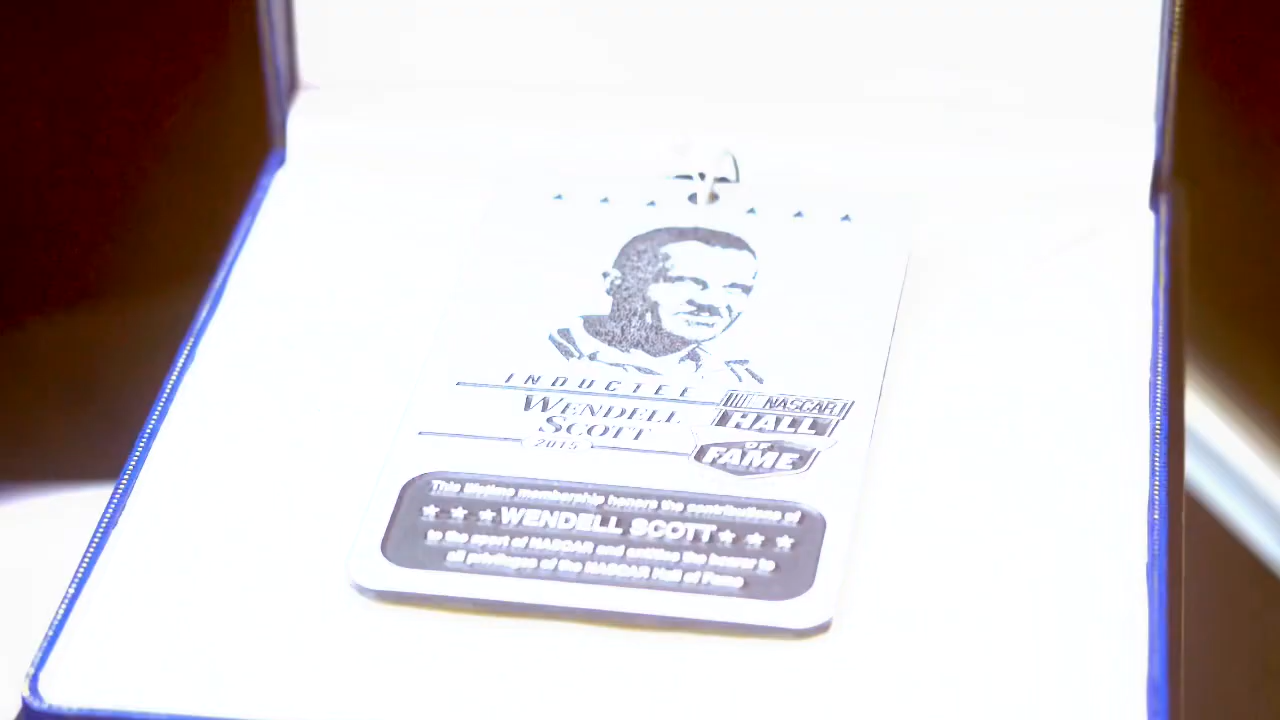 INDUCTEE
WENDELL
SCOTT
2015
NASCAR
HALL
OF
FAME
This lifetime membership honors the contributions of
WENDELL SCOTT
to the sport of NASCAR and entitles the bearer to
all privileges of the NASCAR Hall of Fame